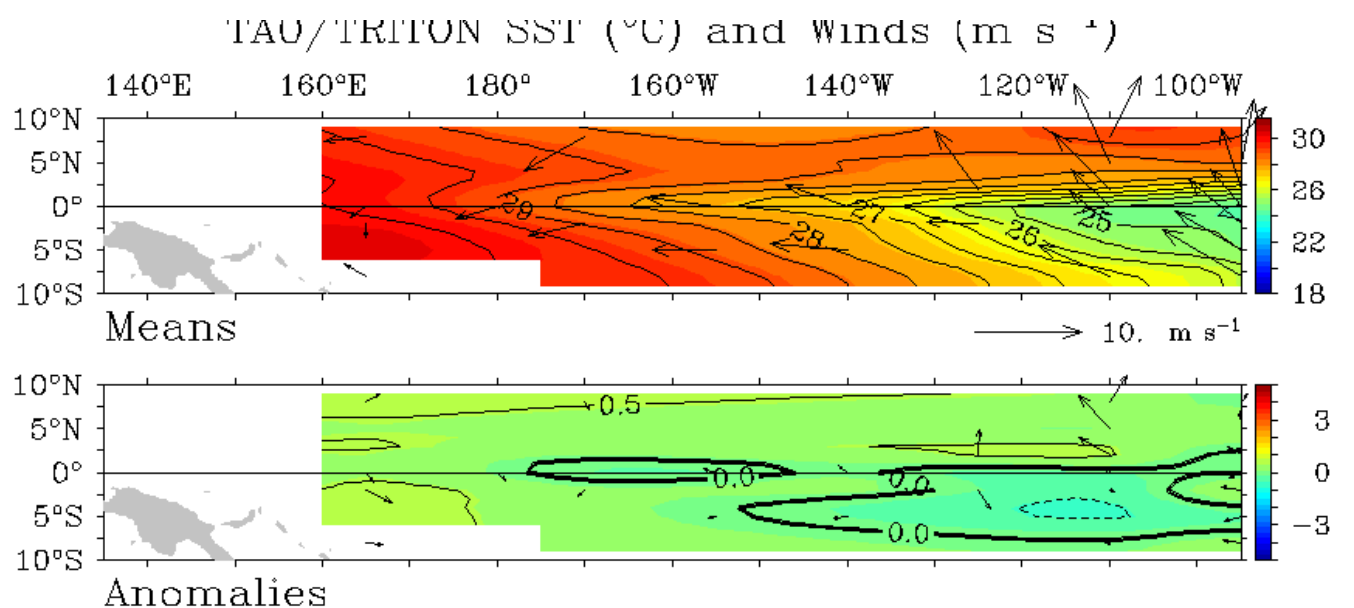 TAO/TRITON SST (°C) and Winds (m s⁻¹)
140°E 160°E 180° 160°W 140°W 120°W 100°W
10°N
5°N
0°
5°S
10°S
29
28
27
26
25
30
26
22
18
Means
10. m s⁻¹
10°N
5°N
0°
5°S
10°S
0.5
0.0
0.0
0.0
3
0
−3
Anomalies